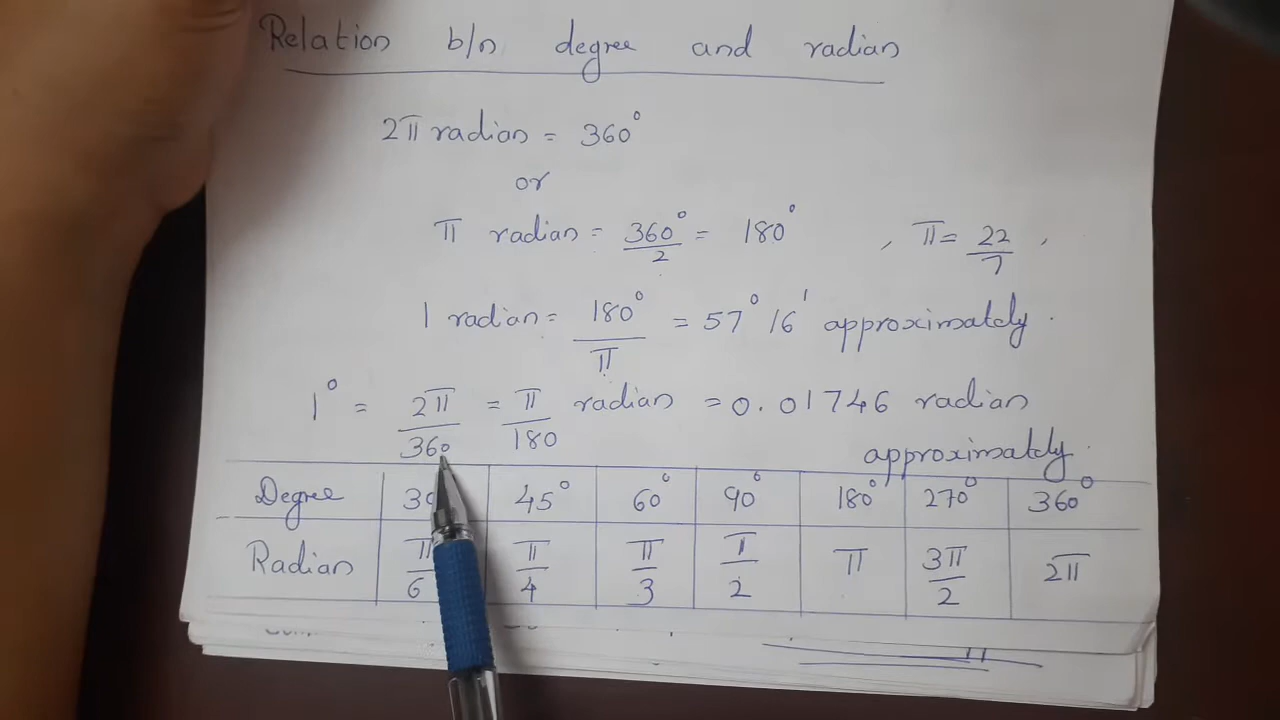 Relation b/n degree and radian
2π radian = 360°
or
π radian = 360°/2 = 180° , π = 22/7 ,
1 radian = 180°/π = 57° 16' approximately.
1° = 2π/360 = π/180 radian = 0.01746 radian
approximately.
Degree 45° 60° 90° 180° 270° 360°
Radian π/6 π/4 π/3 π/2 π 3π/2 2π